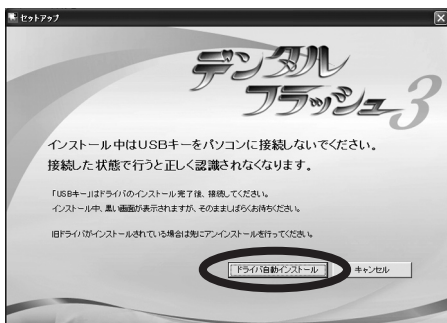 セットアップ
デンタル
フラッシュ3
インストール中はUSBキーをパソコンに接続しないでください。
接続した状態で行うと正しく認識されなくなります。
「USBキー」はドライバのインストール完了後、接続してください。
インストール中、黒い画面が表示されますが、そのまましばらくお待ちください。
旧ドライバがインストールされている場合は先にアンインストールを行ってください。
ドライバ自動インストール
キャンセル